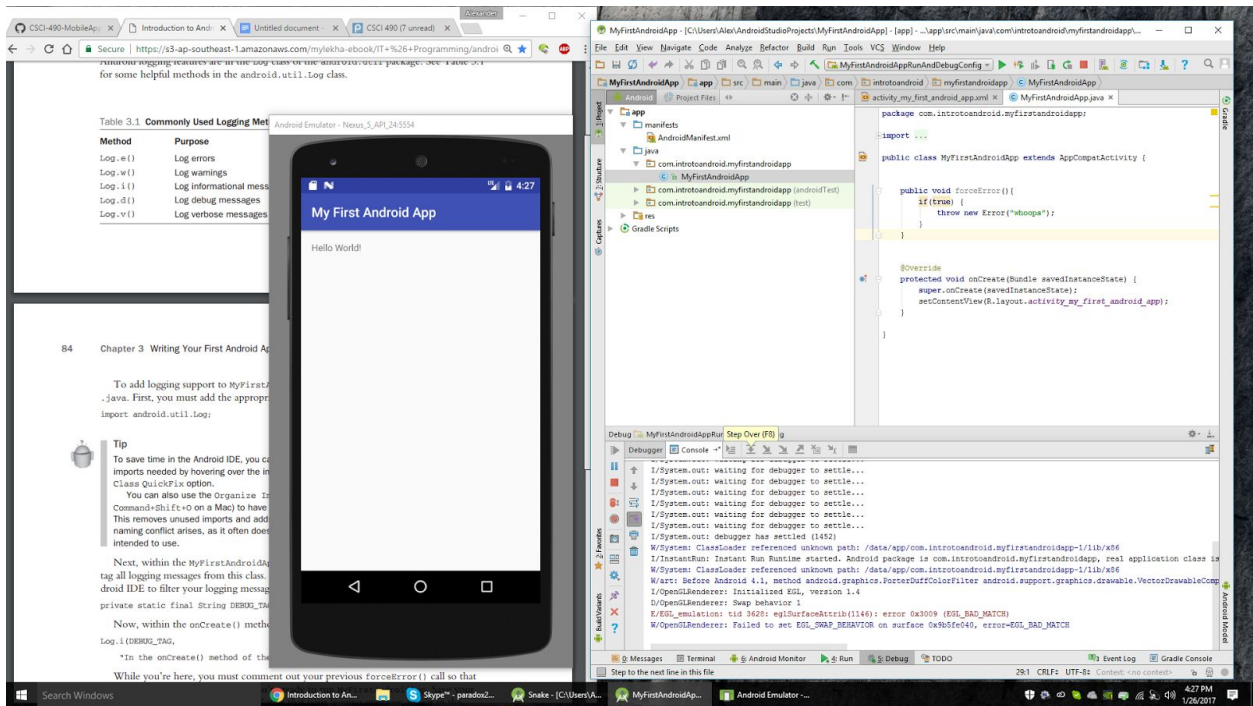 Alexander
CSCI-490-MobileAp
Introduction to Andr
Untitled document -
CSCI 490 (7 unread)
Secure | https://s3-ap-southeast-1.amazonaws.com/mylekha-ebook/IT+%26+Programming/androi
for some helpful methods in the android.util.Log class.
Table 3.1 Commonly Used Logging Met
Method Purpose
Log.e() Log errors
Log.w() Log warnings
Log.i() Log informational mess
Log.d() Log debug messages
Log.v() Log verbose messages
84 Chapter 3 Writing Your First Android Ap
To add logging support to MyFirstA
.java. First, you must add the appropr
import android.util.Log;
Tip
To save time in the Android IDE, you ca
imports needed by hovering over the in
Class QuickFix option.
You can also use the Organize In
Command+Shift+O on a Mac) to have
This removes unused imports and add
naming conflict arises, as it often does
intended to use.
Next, within the MyFirstAndroidAp
tag all logging messages from this class.
droid IDE to filter your logging messag
private static final String DEBUG_TA
Now, within the onCreate() meth
Log.i(DEBUG_TAG,
"In the onCreate() method of the
While you're here, you must comment out your previous forceError() call so that
Android Emulator - Nexus_5_API_24:5554
4:27
My First Android App
Hello World!
MyFirstAndroidApp - [C:\Users\Alex\AndroidStudioProjects\MyFirstAndroidApp] - [app] - ...\app\src\main\java\com\introtoandroid\myfirstandroidapp\...
File Edit View Navigate Code Analyze Refactor Build Run Tools VCS Window Help
MyFirstAndroidAppRunAndDebugConfig
MyFirstAndroidApp app src main java com introtoandroid myfirstandroidapp MyFirstAndroidApp
Android Project Files
activity_my_first_android_app.xml MyFirstAndroidApp.java
1: Project
Z: Structure
Captures
2: Favorites
Build Variants
Gradle
Android Model
app
manifests
AndroidManifest.xml
java
com.introtoandroid.myfirstandroidapp
MyFirstAndroidApp
com.introtoandroid.myfirstandroidapp (androidTest)
com.introtoandroid.myfirstandroidapp (test)
res
Gradle Scripts
package com.introtoandroid.myfirstandroidapp;
import ...
public class MyFirstAndroidApp extends AppCompatActivity {
public void forceError(){
if(true) {
throw new Error("whoops");
}
}
@Override
protected void onCreate(Bundle savedInstanceState) {
super.onCreate(savedInstanceState);
setContentView(R.layout.activity_my_first_android_app);
}
}
Debug MyFirstAndroidAppRun Step Over (F8) g
Debugger Console
I/System.out: waiting for debugger to settle...
I/System.out: waiting for debugger to settle...
I/System.out: waiting for debugger to settle...
I/System.out: waiting for debugger to settle...
I/System.out: waiting for debugger to settle...
I/System.out: debugger has settled (1452)
W/System: ClassLoader referenced unknown path: /data/app/com.introtoandroid.myfirstandroidapp-1/lib/x86
I/InstantRun: Instant Run Runtime started. Android package is com.introtoandroid.myfirstandroidapp, real application class is
W/System: ClassLoader referenced unknown path: /data/app/com.introtoandroid.myfirstandroidapp-1/lib/x86
W/art: Before Android 4.1, method android.graphics.PorterDuffColorFilter android.support.graphics.drawable.VectorDrawableComp
I/OpenGLRenderer: Initialized EGL, version 1.4
D/OpenGLRenderer: Swap behavior 1
E/EGL_emulation: tid 3628: eglSurfaceAttrib(1146): error 0x3009 (EGL_BAD_MATCH)
W/OpenGLRenderer: Failed to set EGL_SWAP_BEHAVIOR on surface 0x9b5fe040, error=EGL_BAD_MATCH
0: Messages Terminal 6: Android Monitor 4: Run 5: Debug TODO Event Log Gradle Console
Step to the next line in this file 29:1 CRLF÷ UTF-8÷ Context: <no context>
Search Windows
Introduction to An...
Skype™ - paradox2...
Snake - [C:\Users\A...
MyFirstAndroidAp...
Android Emulator -...
4:27 PM
1/26/2017